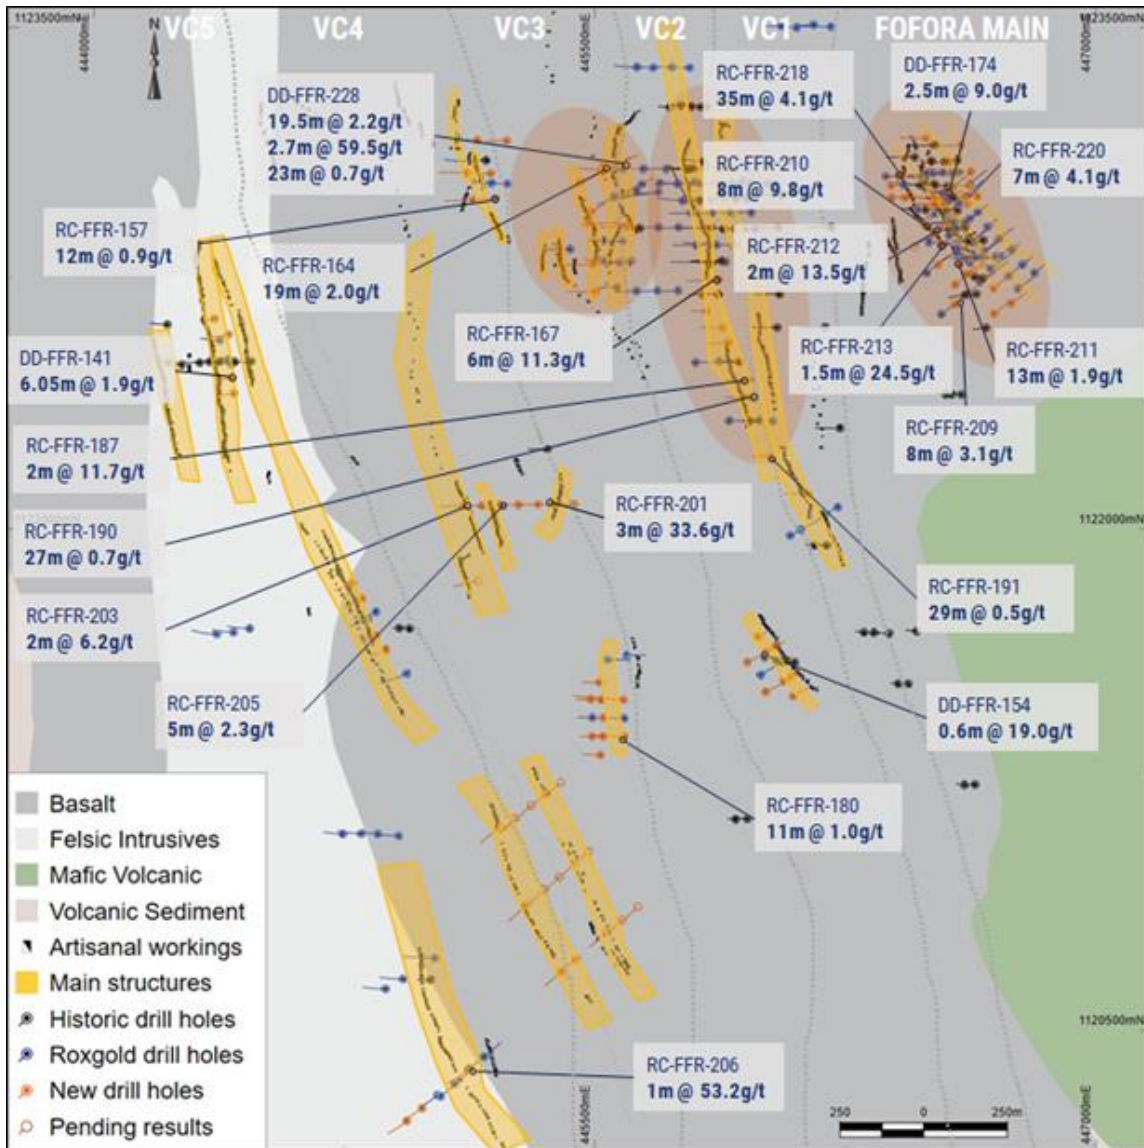 1123500mN
1123500mN
444000mE
N
VC5
VC4
VC3
445500mE
VC2
VC1
FOFORA MAIN
447000mE
RC-FFR-218
35m @ 4.1g/t
DD-FFR-174
2.5m @ 9.0g/t
DD-FFR-228
19.5m @ 2.2g/t
2.7m @ 59.5g/t
23m @ 0.7g/t
RC-FFR-210
8m @ 9.8g/t
RC-FFR-220
7m @ 4.1g/t
RC-FFR-157
12m @ 0.9g/t
RC-FFR-164
19m @ 2.0g/t
RC-FFR-212
2m @ 13.5g/t
RC-FFR-167
6m @ 11.3g/t
RC-FFR-213
1.5m @ 24.5g/t
RC-FFR-211
13m @ 1.9g/t
DD-FFR-141
6.05m @ 1.9g/t
RC-FFR-209
8m @ 3.1g/t
RC-FFR-187
2m @ 11.7g/t
RC-FFR-201
3m @ 33.6g/t
RC-FFR-190
27m @ 0.7g/t
1122000mN
RC-FFR-191
29m @ 0.5g/t
RC-FFR-203
2m @ 6.2g/t
RC-FFR-205
5m @ 2.3g/t
DD-FFR-154
0.6m @ 19.0g/t
RC-FFR-180
11m @ 1.0g/t
Basalt
Felsic Intrusives
Mafic Volcanic
Volcanic Sediment
Artisanal workings
Main structures
Historic drill holes
Roxgold drill holes
New drill holes
Pending results
1120500mN
RC-FFR-206
1m @ 53.2g/t
445500mE
447000mE
250 0 250m